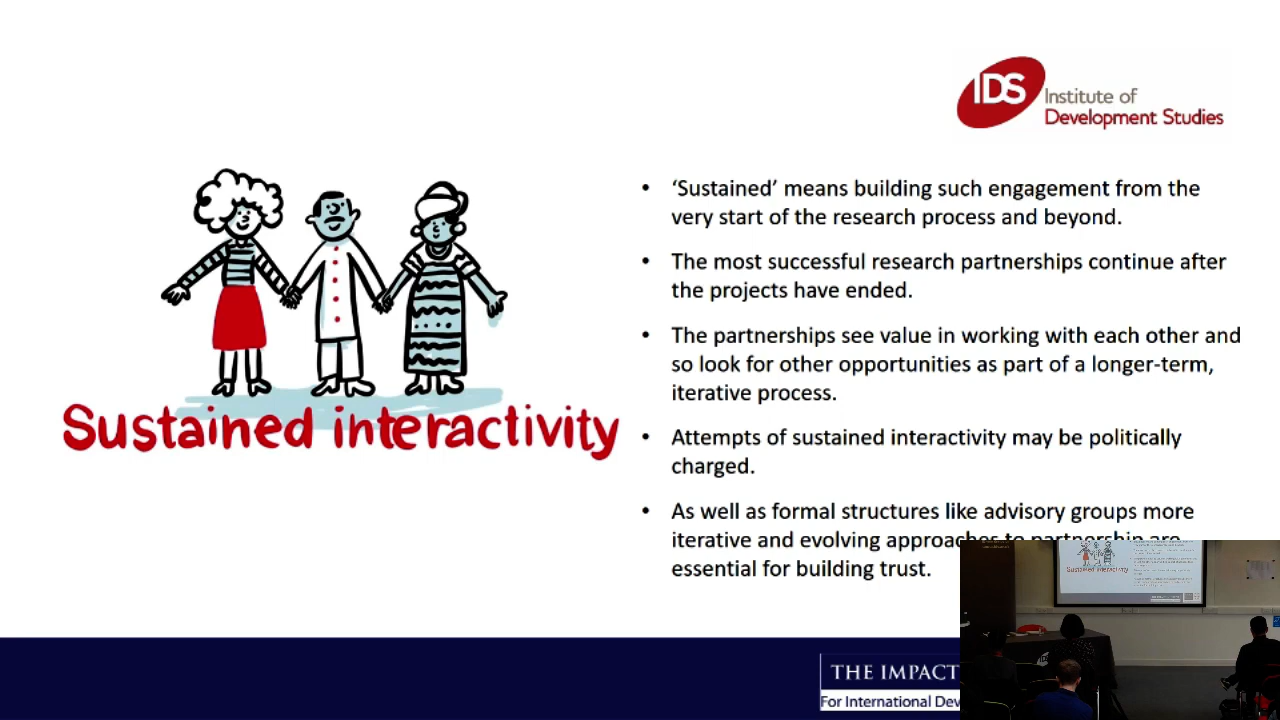 IDS Institute of
Development Studies
‘Sustained’ means building such engagement from the
very start of the research process and beyond.
The most successful research partnerships continue after
the projects have ended.
The partnerships see value in working with each other and
so look for other opportunities as part of a longer-term,
iterative process.
Attempts of sustained interactivity may be politically
charged.
As well as formal structures like advisory groups more
iterative and evolving approaches to partnership are
essential for building trust.
Sustained interactivity
THE IMPACT
For International Dev
Sustained interactivity